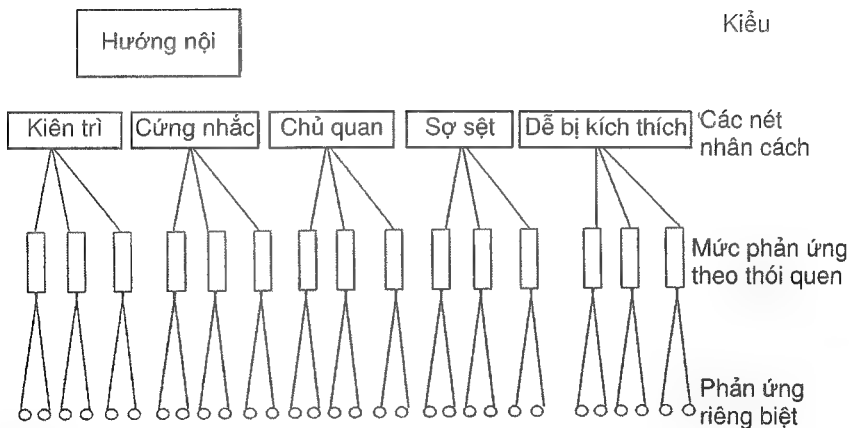 Kiểu
Hướng nội
Kiên trì
Cứng nhắc
Chủ quan
Sợ sệt
Dễ bị kích thích
Các nét
nhân cách
Mức phản ứng
theo thói quen
Phản ứng
riêng biệt